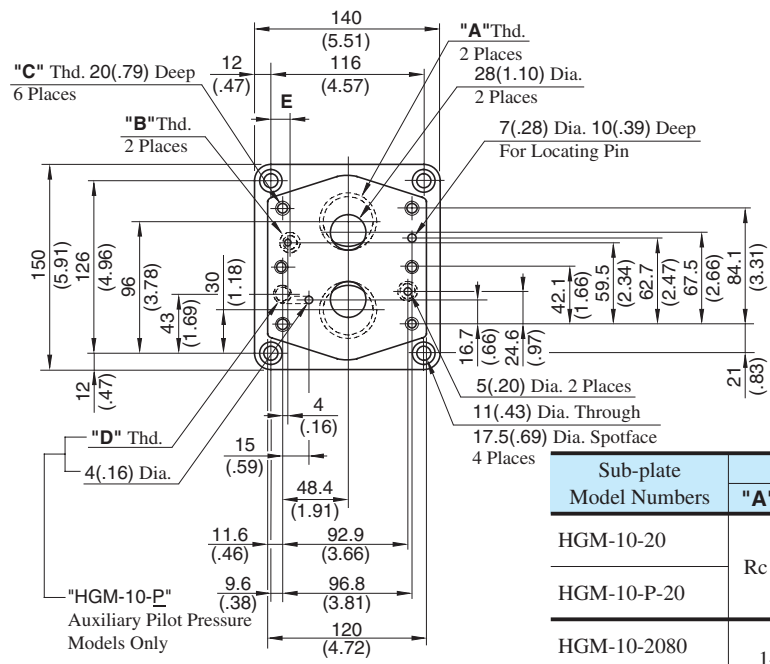 140
(5.51)
"A" Thd.
2 Places
"C" Thd. 20(.79) Deep
6 Places
12
(.47)
116
(4.57)
28(1.10) Dia.
2 Places
E
"B" Thd.
2 Places
7(.28) Dia. 10(.39) Deep
For Locating Pin
150
(5.91)
126
(4.96)
96
(3.78)
43
(1.69)
30
(1.18)
12
(.47)
16.7
(.66)
24.6
(.97)
42.1
(1.66)
59.5
(2.34)
62.7
(2.47)
67.5
(2.66)
84.1
(3.31)
21
(.83)
5(.20) Dia. 2 Places
11(.43) Dia. Through
17.5(.69) Dia. Spotface
4 Places
4
(.16)
"D" Thd.
15
(.59)
4(.16) Dia.
48.4
(1.91)
11.6
(.46)
92.9
(3.66)
9.6
(.38)
96.8
(3.81)
120
(4.72)
"HGM-10-P"
Auxiliary Pilot Pressure
Models Only
Sub-plate
Model Numbers
"A"
HGM-10-20
Rc
HGM-10-P-20
HGM-10-2080
1